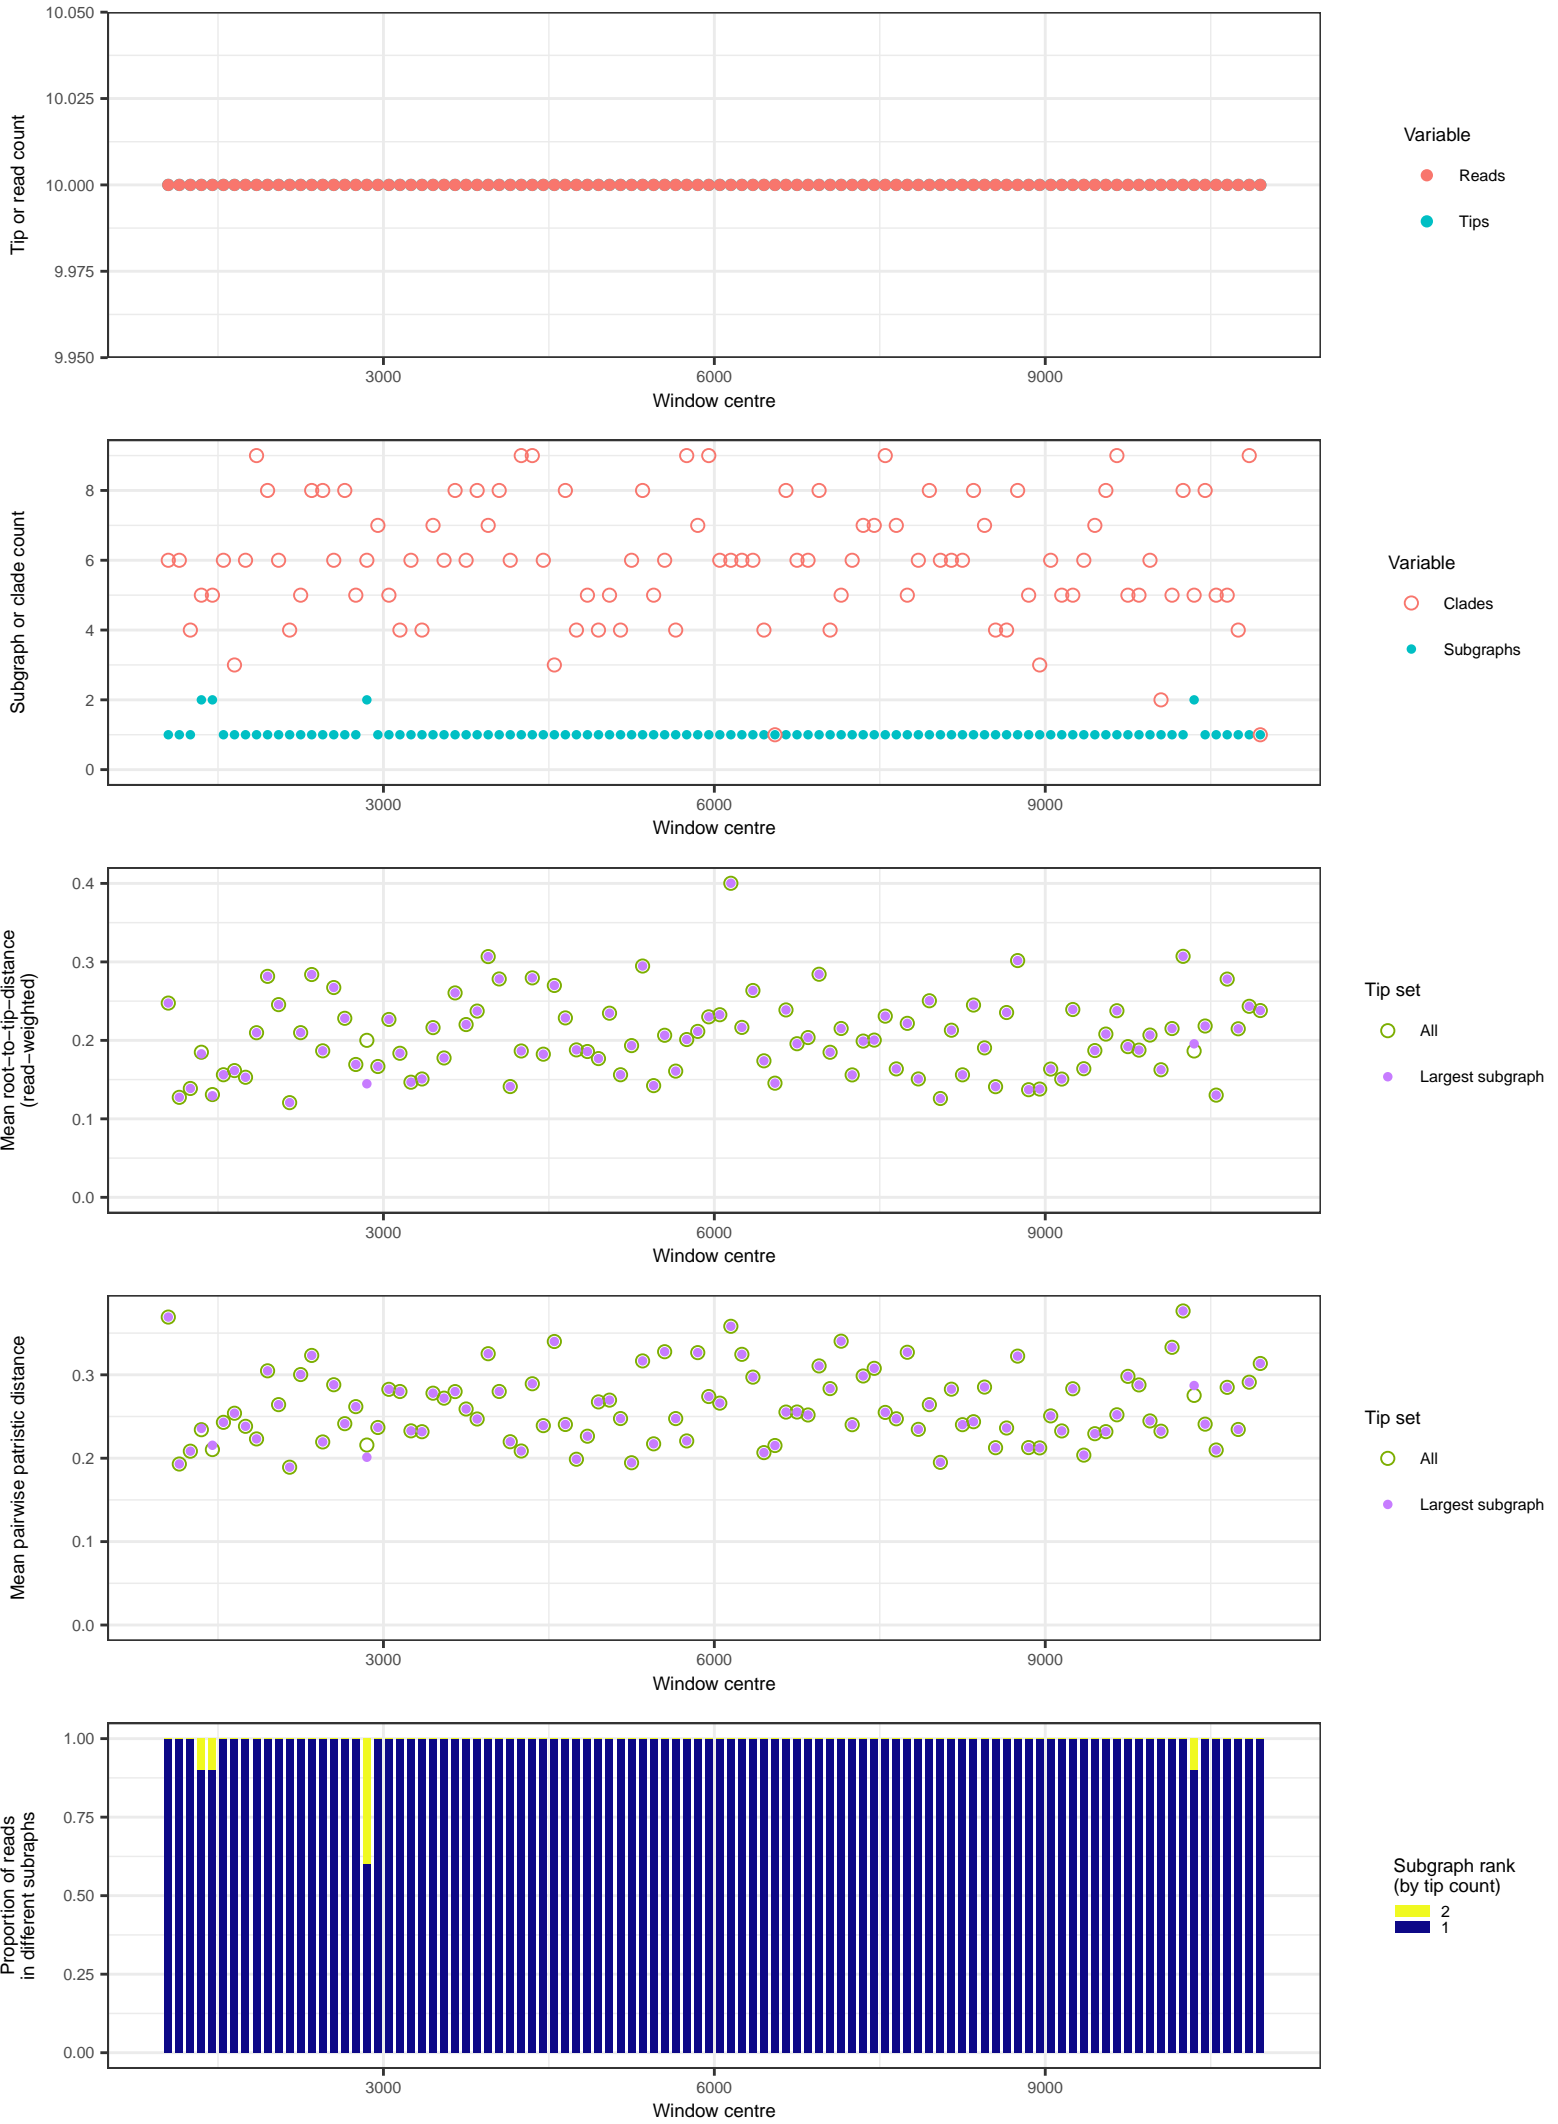 Tip or read count
10.050
10.025
10.000
9.975
9.950
3000 6000 9000
Window centre
Variable
Reads
Tips
Subgraph or clade count
8
6
4
2
0
3000 6000 9000
Window centre
Variable
Clades
Subgraphs
Mean root−to−tip−distance
(read−weighted)
0.4
0.3
0.2
0.1
0.0
3000 6000 9000
Window centre
Tip set
All
Largest subgraph
Mean pairwise patristic distance
0.3
0.2
0.1
0.0
3000 6000 9000
Window centre
Tip set
All
Largest subgraph
Proportion of reads
in different subraphs
1.00
0.75
0.50
0.25
0.00
3000 6000 9000
Window centre
Subgraph rank
(by tip count)
2
1